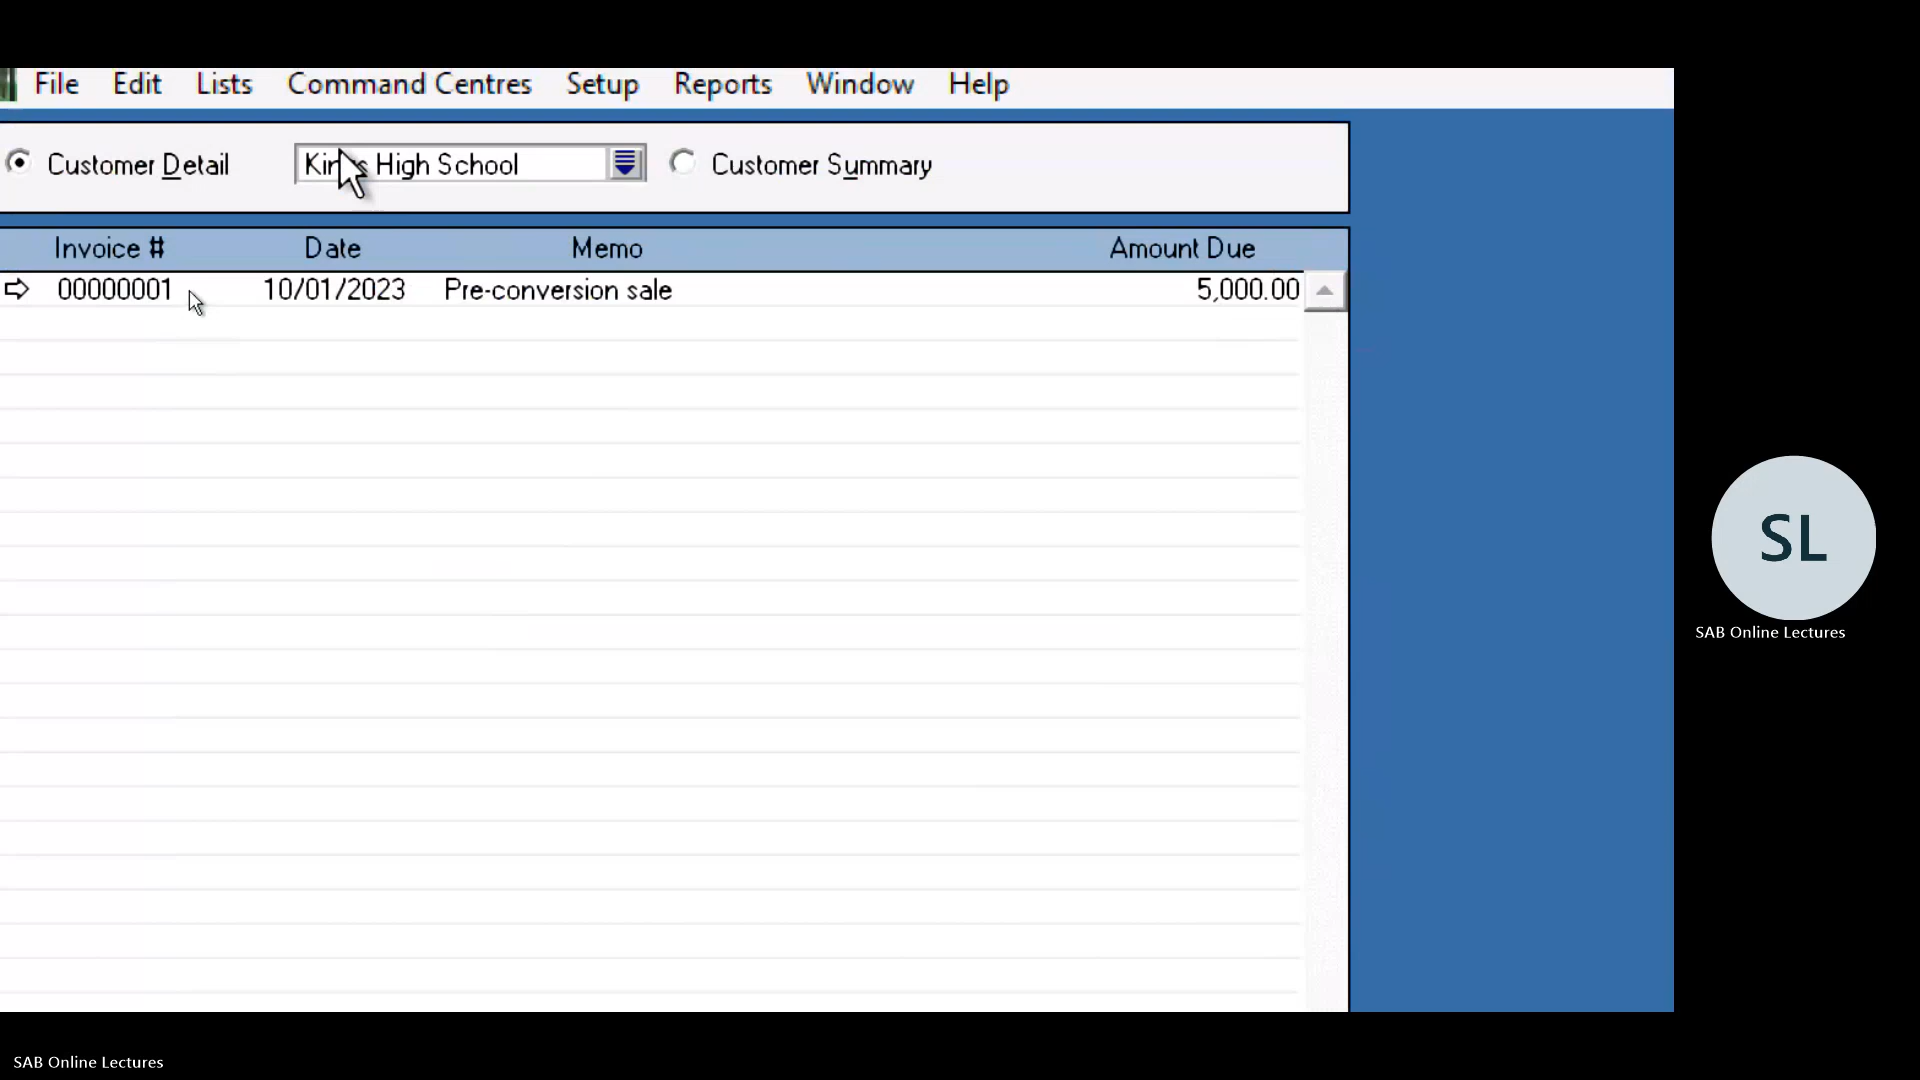 File Edit Lists Command Centres Setup Reports Window Help
Customer Detail High School Customer Summary
Invoice # Date Memo Amount Due
00000001 10/01/2023 Pre-conversion sale 5,000.00
SL
SAB Online Lectures
SAB Online Lectures